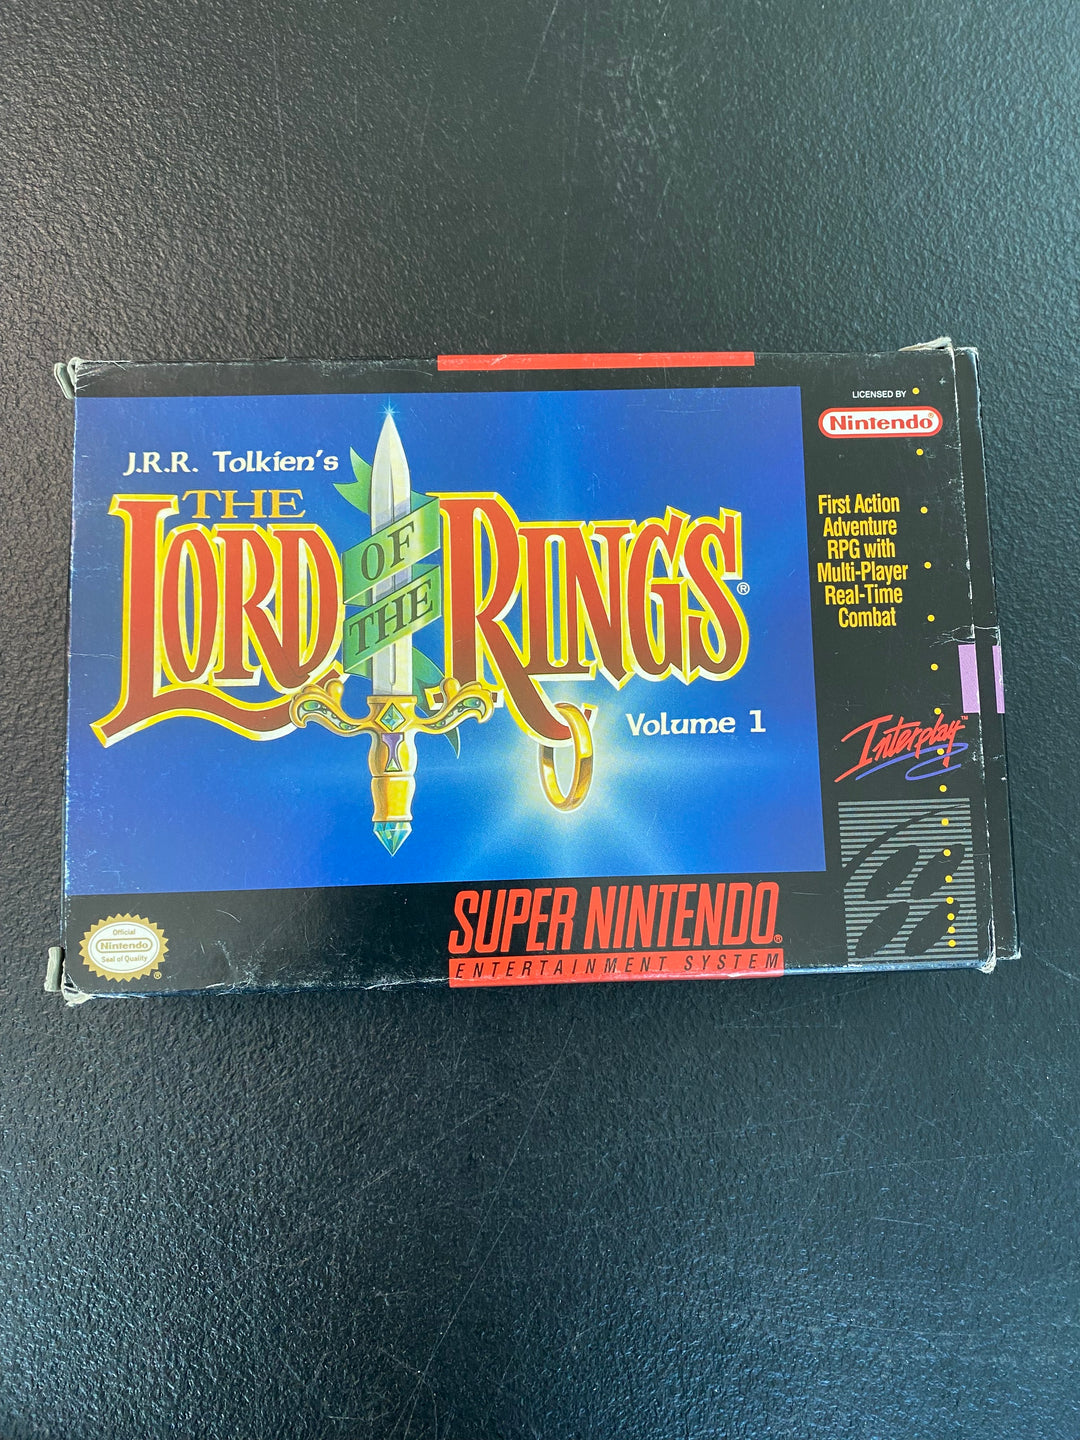 J.R.R. Tolkien's
THE
LORD OF THE RINGS®
Volume 1
LICENSED BY
Nintendo®
First Action
Adventure
RPG with
Multi-Player
Real-Time
Combat
Interplay™
Official
Nintendo
Seal of Quality
®
SUPER NINTENDO®
ENTERTAINMENT SYSTEM